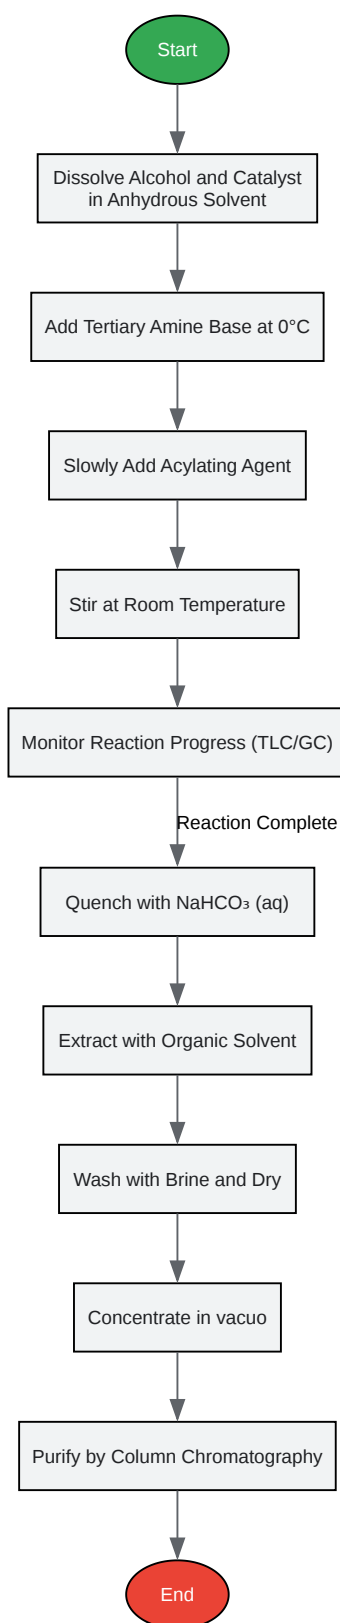 Start
Dissolve Alcohol and Catalyst
in Anhydrous Solvent
Add Tertiary Amine Base at 0°C
Slowly Add Acylating Agent
Stir at Room Temperature
Monitor Reaction Progress (TLC/GC)
Reaction Complete
Quench with NaHCO₃ (aq)
Extract with Organic Solvent
Wash with Brine and Dry
Concentrate in vacuo
Purify by Column Chromatography
End